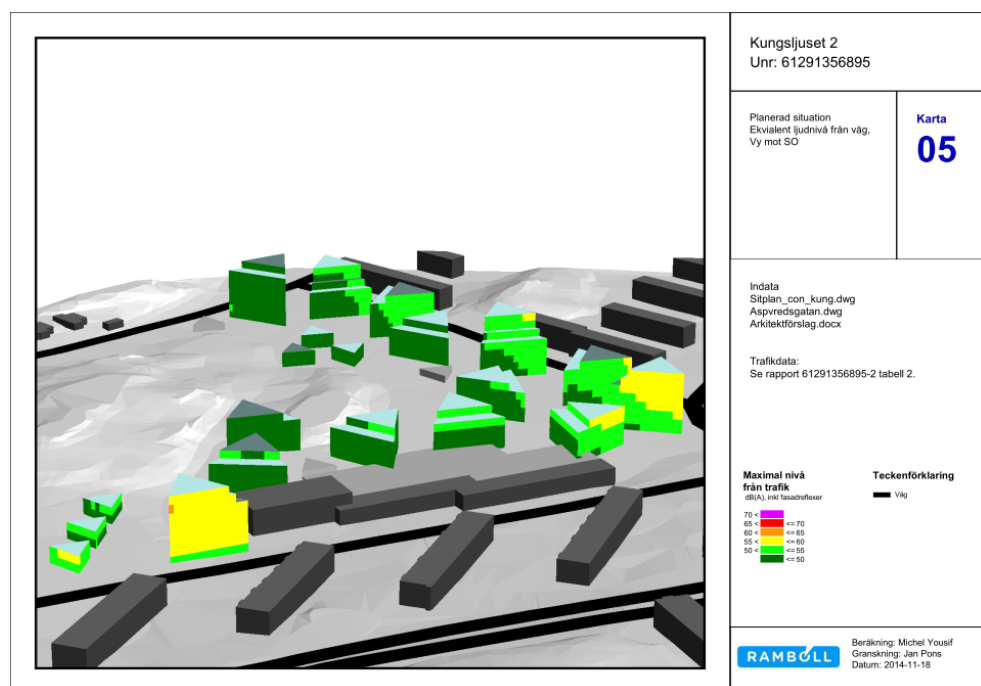 Kungsljuset 2
Unr: 61291356895
Planerad situation
Ekvialent ljudnivå från väg,
Vy mot SO
Karta
05
Indata
Sitplan_con_kung.dwg
Aspvredsgatan.dwg
Arkitektförslag.docx
Trafikdata:
Se rapport 61291356895-2 tabell 2.
Maximal nivå
från trafik
dB(A), inkl fasadreflexer
70 <
65 < <= 70
60 < <= 65
55 < <= 60
50 < <= 55
<= 50
Teckenförklaring
Väg
RAMBOLL
Beräkning: Michel Yousif
Granskning: Jan Pons
Datum: 2014-11-18